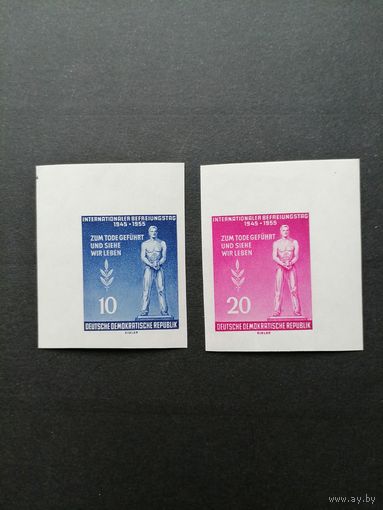 INTERNATIONALER BEFREIUNGSTAG
1945 • 1955
ZUM TODE GEFÜHRT
UND SIEHE
WIR LEBEN
10
DEUTSCHE DEMOKRATISCHE REPUBLIK
INTERNATIONALER BEFREIUNGSTAG
1945 • 1955
ZUM TODE GEFÜHRT
UND SIEHE
WIR LEBEN
20
DEUTSCHE DEMOKRATISCHE REPUBLIK
www.ay.by